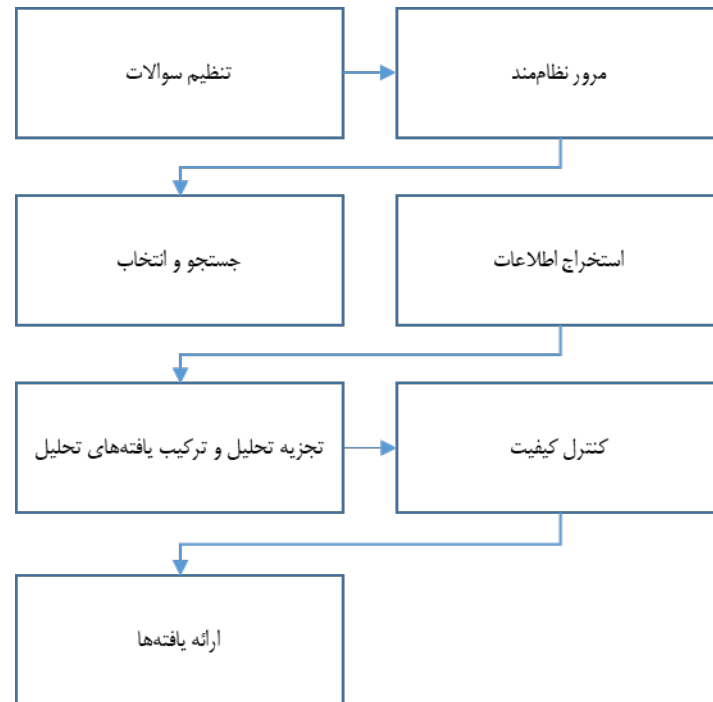 تنظیم سوالات
مرور نظام‌مند
جستجو و انتخاب
استخراج اطلاعات
تجزیه تحلیل و ترکیب یافته‌های تحلیل
کنترل کیفیت
ارائه یافته‌ها